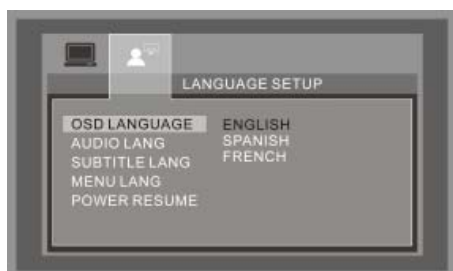 LANGUAGE SETUP
OSD LANGUAGE ENGLISH
AUDIO LANG SPANISH
SUBTITLE LANG FRENCH
MENU LANG
POWER RESUME